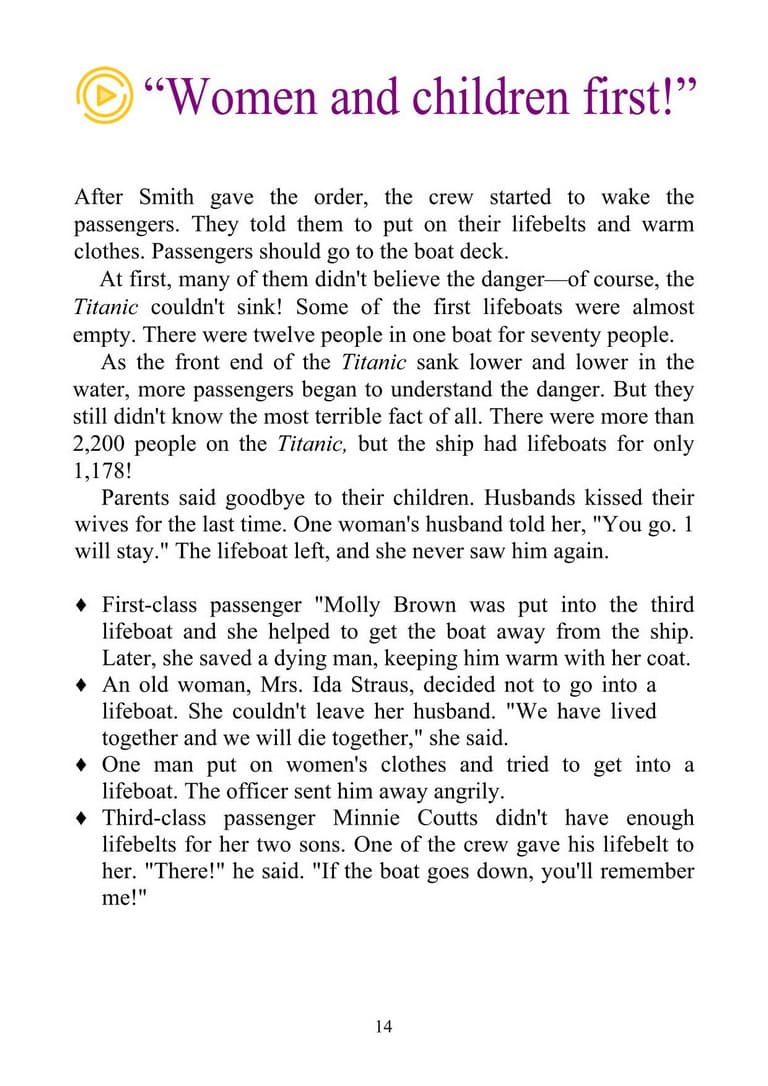 “Women and children first!”
After Smith gave the order, the crew started to wake the
passengers. They told them to put on their lifebelts and warm
clothes. Passengers should go to the boat deck.
At first, many of them didn't believe the danger—of course, the
Titanic couldn't sink! Some of the first lifeboats were almost
empty. There were twelve people in one boat for seventy people.
As the front end of the Titanic sank lower and lower in the
water, more passengers began to understand the danger. But they
still didn't know the most terrible fact of all. There were more than
2,200 people on the Titanic, but the ship had lifeboats for only
1,178!
Parents said goodbye to their children. Husbands kissed their
wives for the last time. One woman's husband told her, "You go. 1
will stay." The lifeboat left, and she never saw him again.
♦ First-class passenger "Molly Brown was put into the third
lifeboat and she helped to get the boat away from the ship.
Later, she saved a dying man, keeping him warm with her coat.
♦ An old woman, Mrs. Ida Straus, decided not to go into a
lifeboat. She couldn't leave her husband. "We have lived
together and we will die together," she said.
♦ One man put on women's clothes and tried to get into a
lifeboat. The officer sent him away angrily.
♦ Third-class passenger Minnie Coutts didn't have enough
lifebelts for her two sons. One of the crew gave his lifebelt to
her. "There!" he said. "If the boat goes down, you'll remember
me!"
14